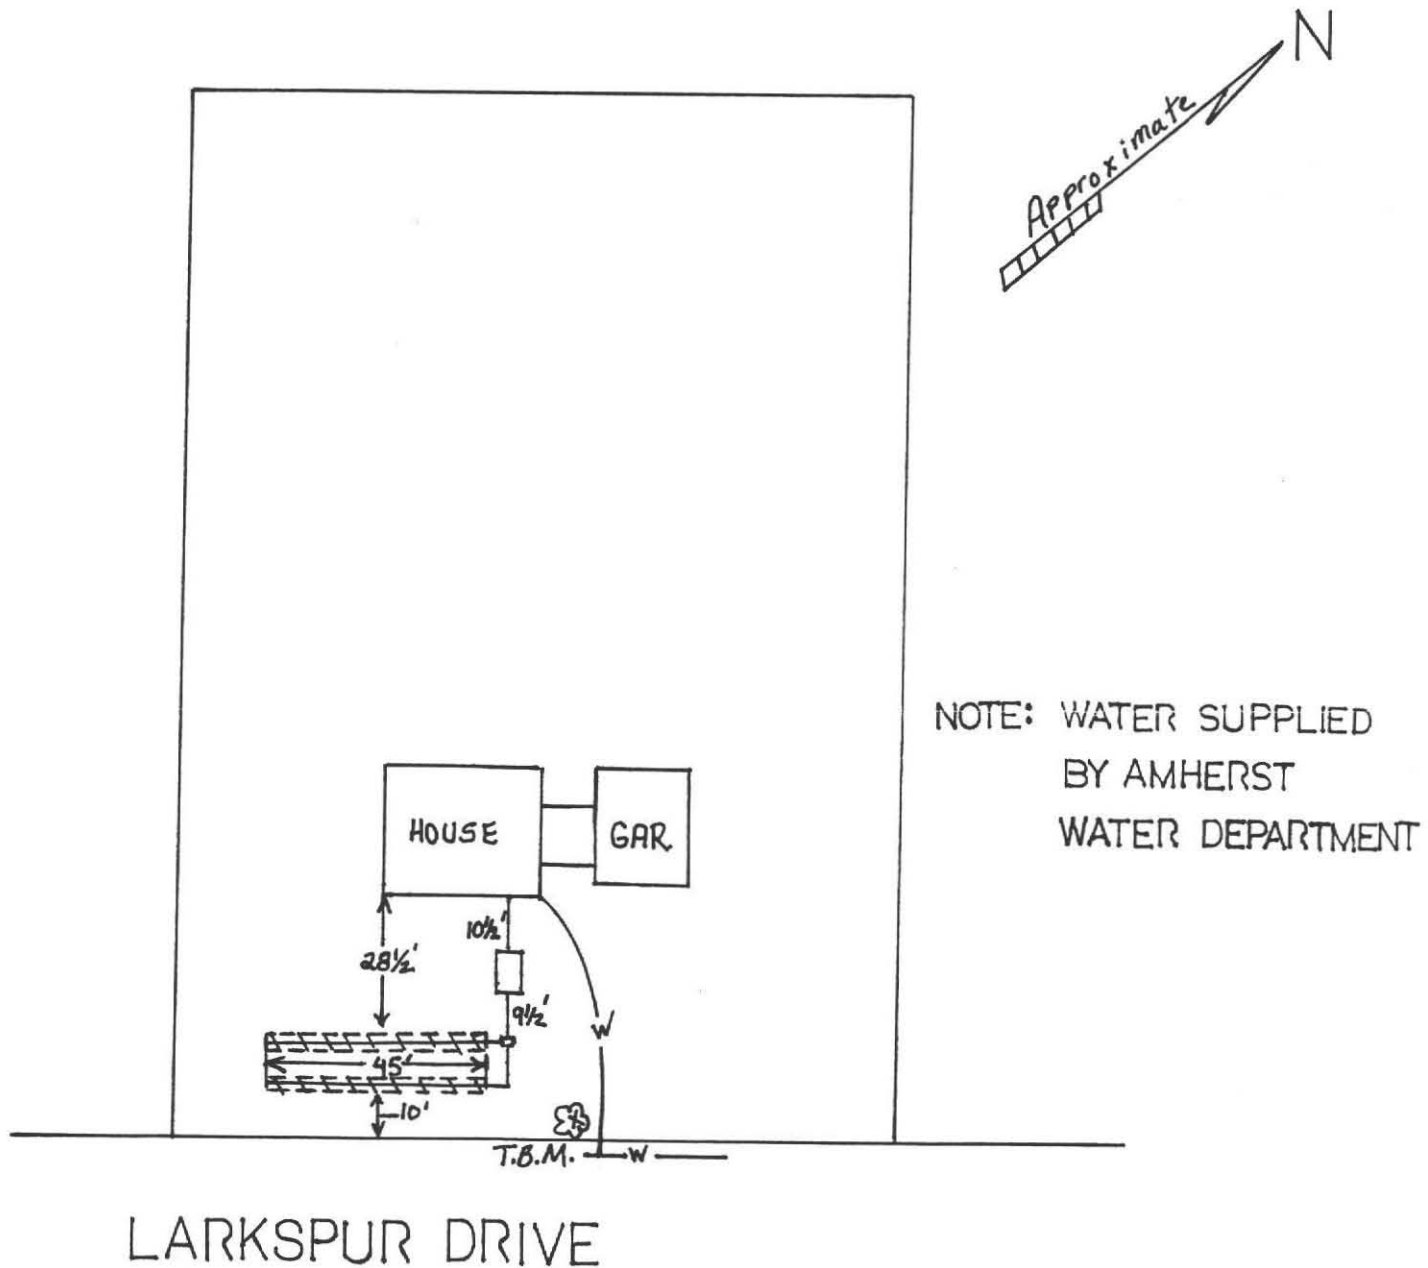 N
Approximate
NOTE: WATER SUPPLIED
BY AMHERST
WATER DEPARTMENT
HOUSE
GAR.
10½'
28½'
9½'
W
45'
10'
T.B.M.
W
LARKSPUR DRIVE